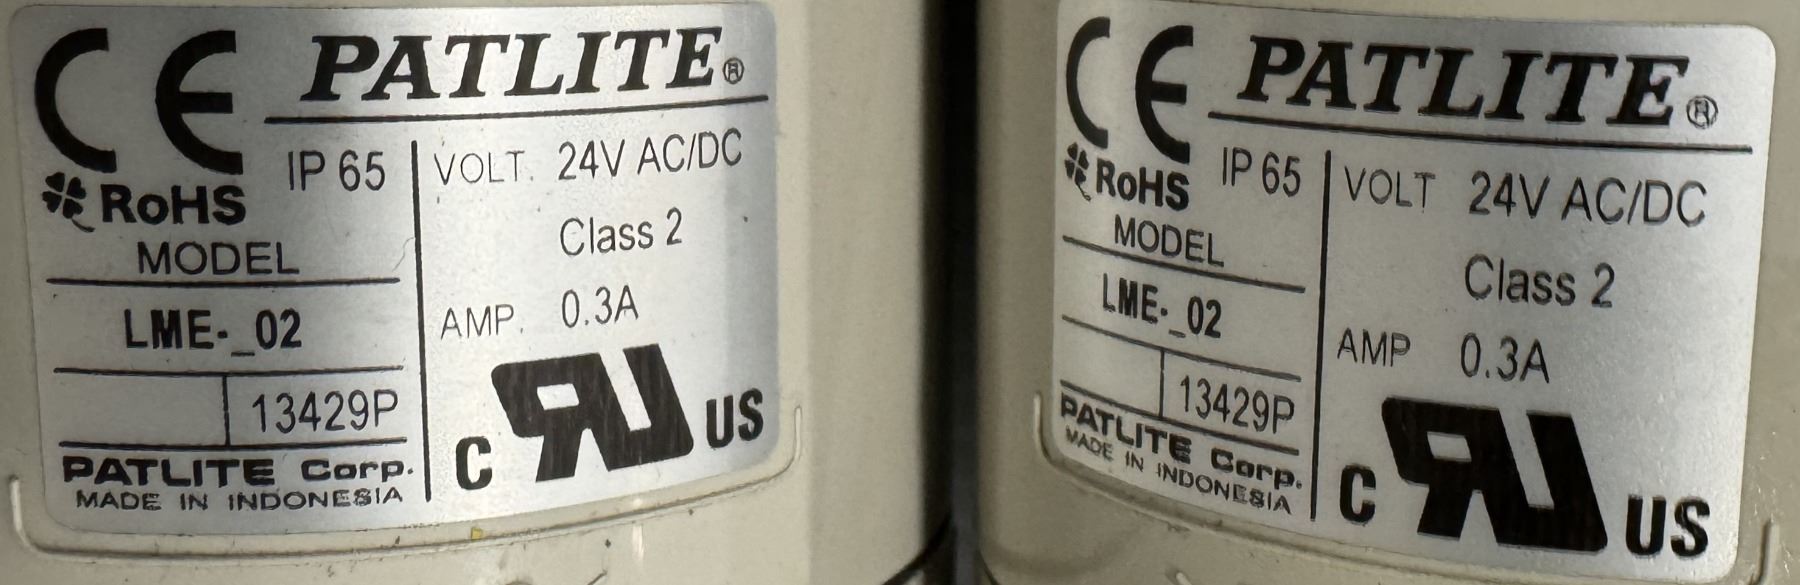 CE PATLITE®
IP 65
RoHS
MODEL
LME-_02
13429P
PATLITE Corp.
MADE IN INDONESIA
VOLT. 24V AC/DC
Class 2
AMP. 0.3A
C RU US
CE PATLITE®
IP 65
RoHS
MODEL
LME-_02
13429P
PATLITE Corp.
MADE IN INDONESIA
VOLT 24V AC/DC
Class 2
AMP 0.3A
C RU US